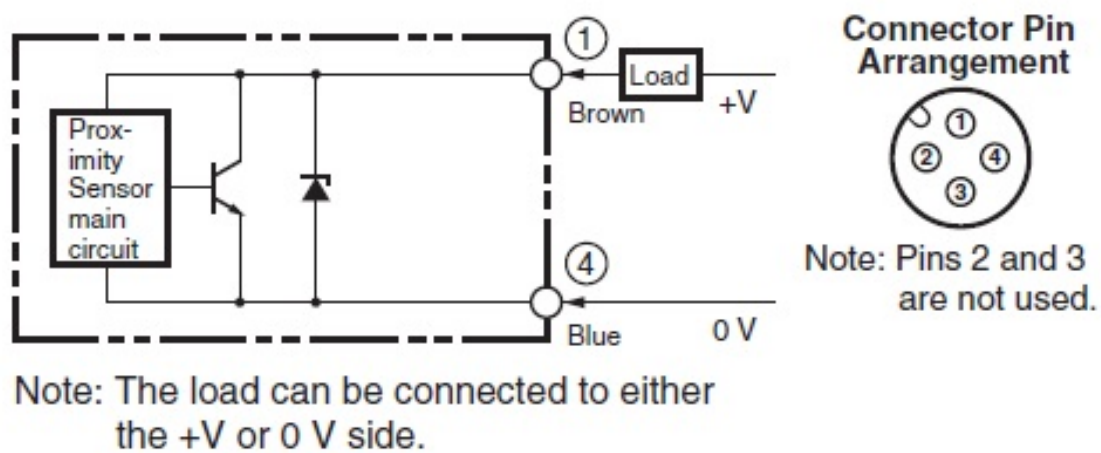 ①
Load
Brown
+V
Prox-
imity
Sensor
main
circuit
④
Blue
0 V
Note: The load can be connected to either
the +V or 0 V side.
Connector Pin
Arrangement
①
② ④
③
Note: Pins 2 and 3
are not used.